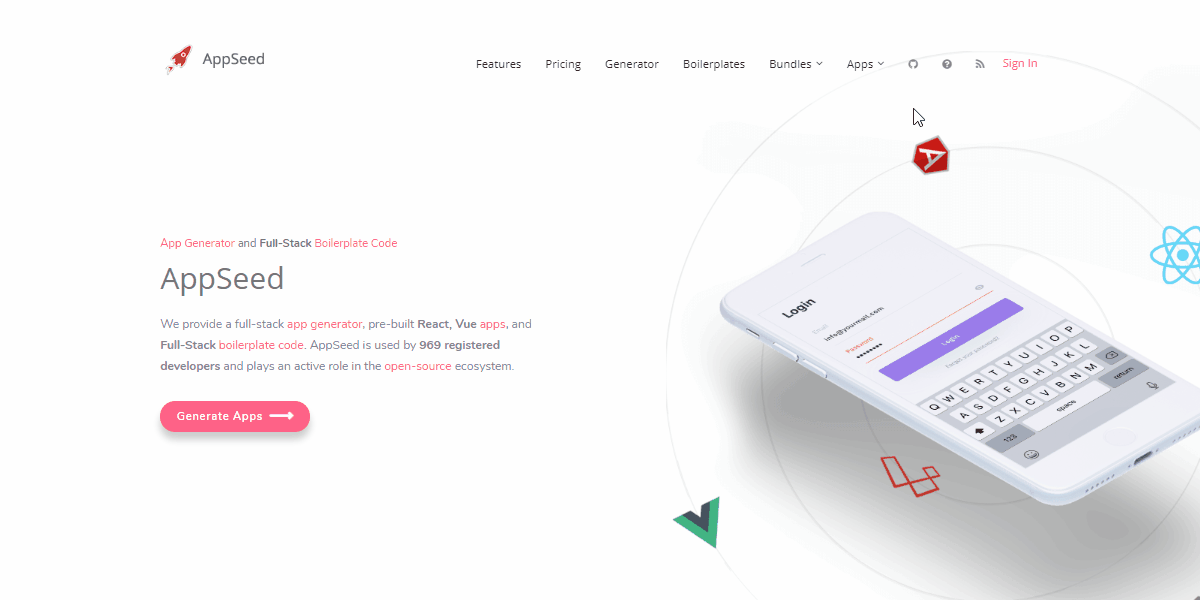 AppSeed
Features Pricing Generator Boilerplates Bundles Apps Sign In
App Generator and Full-Stack Boilerplate Code
AppSeed
We provide a full-stack app generator, pre-built React, Vue apps, and
Full-Stack boilerplate code. AppSeed is used by 969 registered
developers and plays an active role in the open-source ecosystem.
Generate Apps
Login
Email
info@yourmail.com
Password
Login
Forgot your password?
Q W E R T Y U I O P
A S D F G H J K L
Z X C V B N M
123 space return